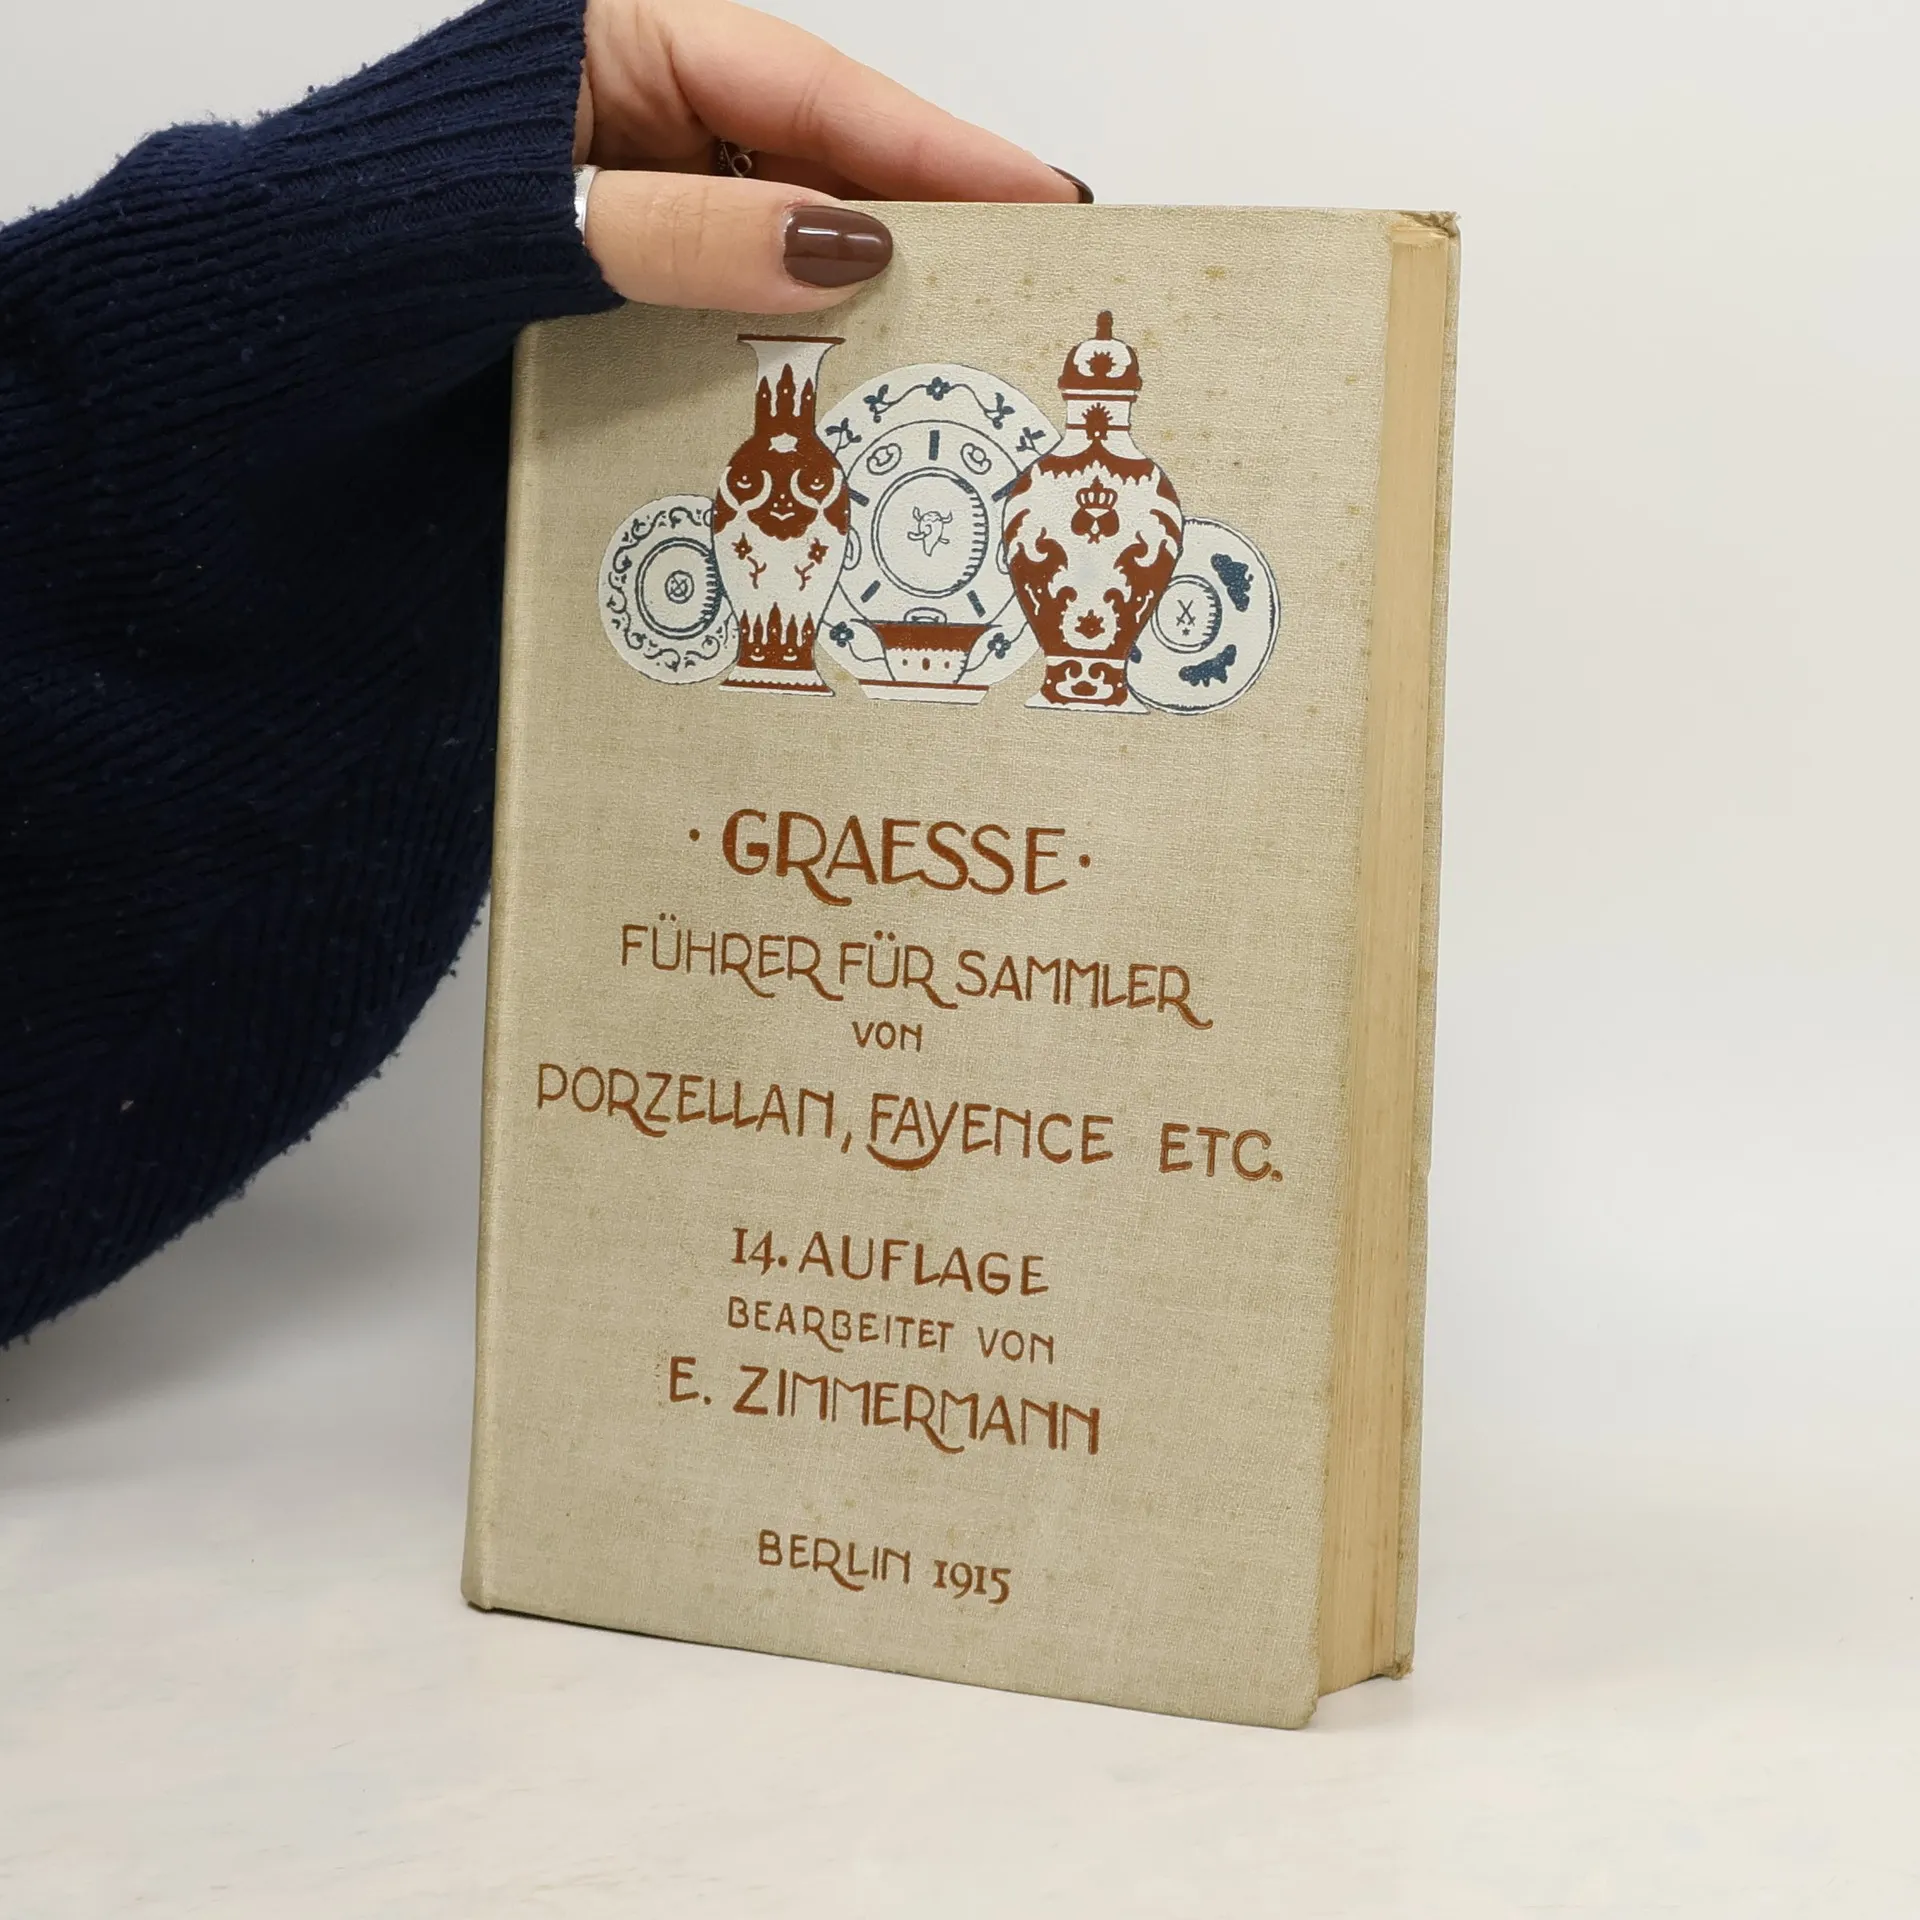 · GRAESSE ·
FÜHRER FÜR SAMMLER
VON
PORZELLAN, FAYENCE ETC.
14. AUFLAGE
BEARBEITET VON
E. ZIMMERMANN
BERLIN 1915